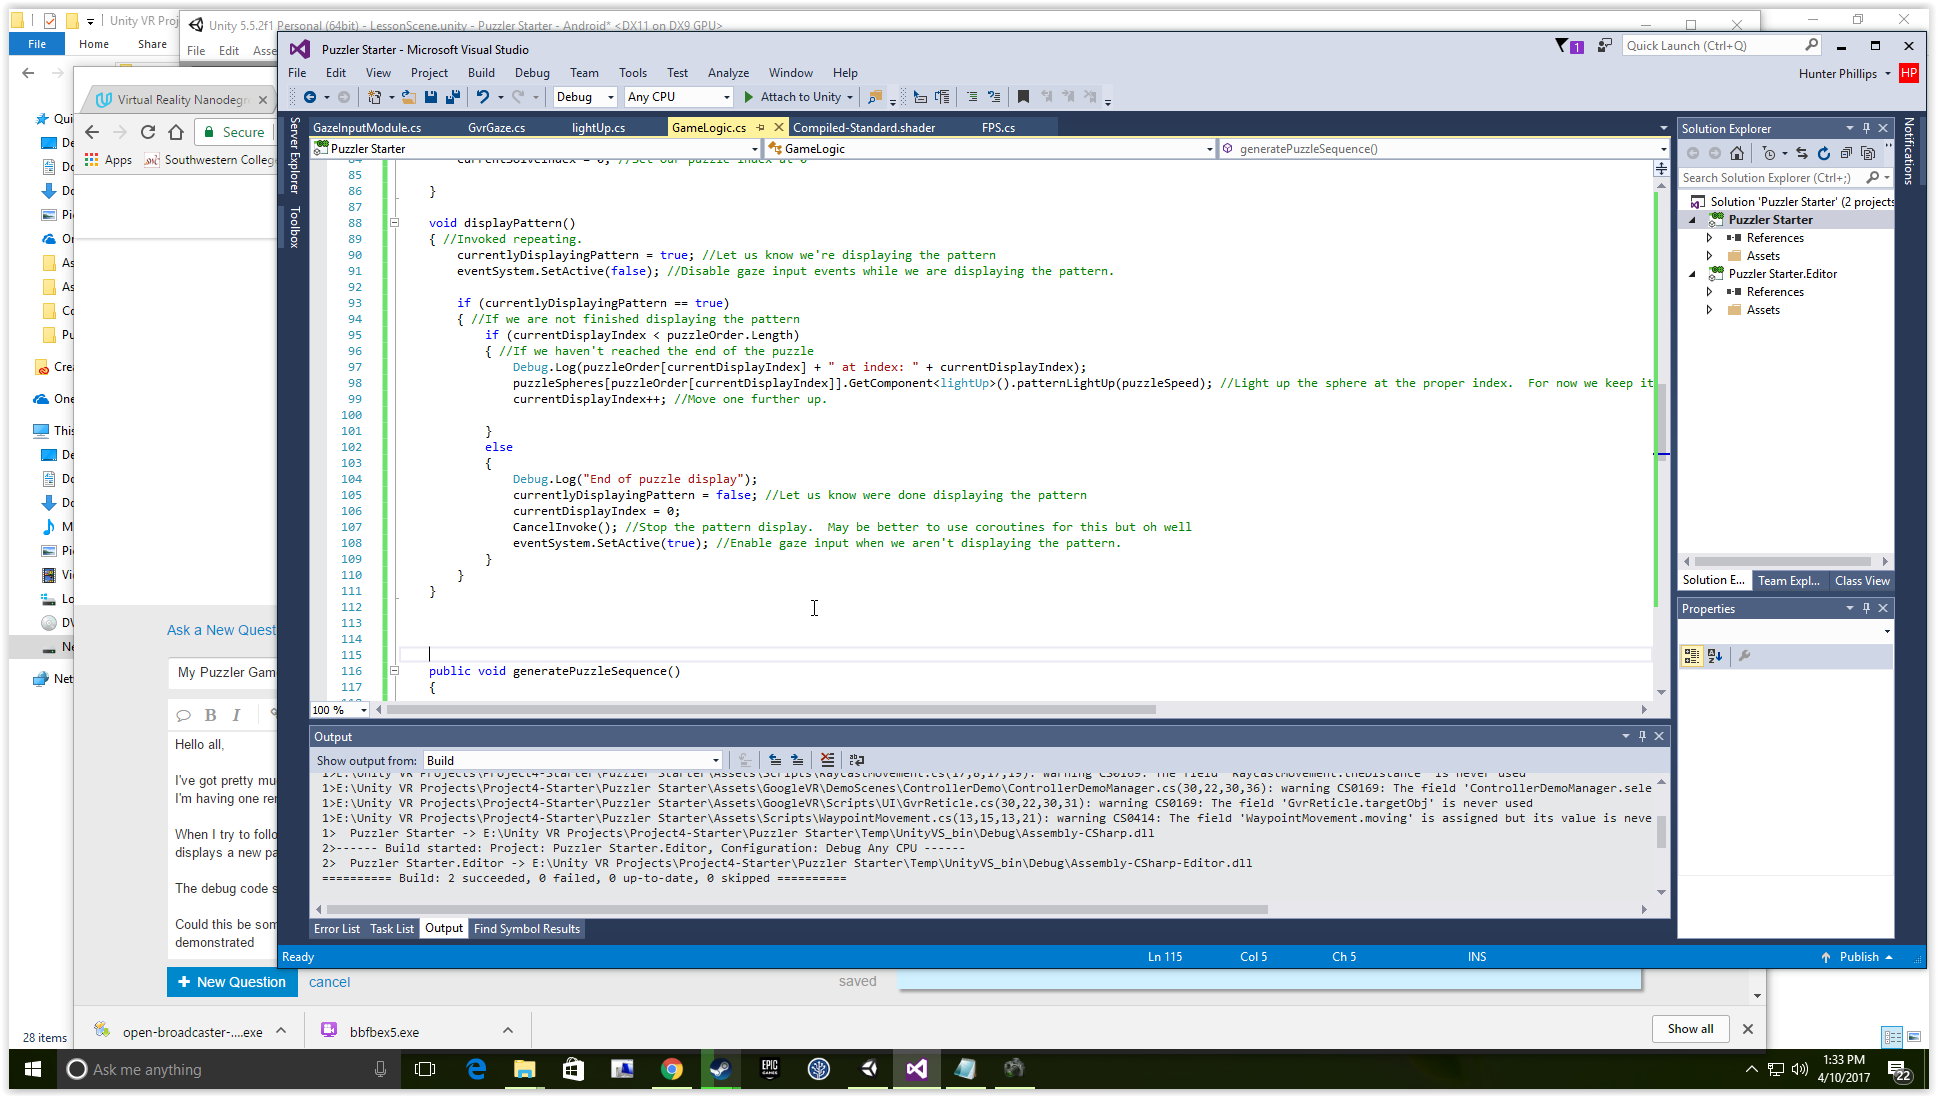 Unity VR Proj
Unity 5.5.2f1 Personal (64bit) - LessonScene.unity - Puzzler Starter - Android* <DX11 on DX9 GPU>
File Home Share
File Edit Asse
Puzzler Starter - Microsoft Visual Studio
1
Quick Launch (Ctrl+Q)
File Edit View Project Build Debug Team Tools Test Analyze Window Help
Hunter Phillips HP
Debug Any CPU Attach to Unity
Virtual Reality Nanodegr
Secure
Apps Southwestern Colleg
GazeInputModule.cs GvrGaze.cs lightUp.cs GameLogic.cs Compiled-Standard.shader FPS.cs
Puzzler Starter GameLogic generatePuzzleSequence()
Server Explorer
Toolbox
84 currentSolveIndex = 0; //Set our puzzle index at 0
85
86 }
87
88 void displayPattern()
89 { //Invoked repeating.
90 currentlyDisplayingPattern = true; //Let us know we're displaying the pattern
91 eventSystem.SetActive(false); //Disable gaze input events while we are displaying the pattern.
92
93 if (currentlyDisplayingPattern == true)
94 { //If we are not finished displaying the pattern
95 if (currentDisplayIndex < puzzleOrder.Length)
96 { //If we haven't reached the end of the puzzle
97 Debug.Log(puzzleOrder[currentDisplayIndex] + " at index: " + currentDisplayIndex);
98 puzzleSpheres[puzzleOrder[currentDisplayIndex]].GetComponent<lightUp>().patternLightUp(puzzleSpeed); //Light up the sphere at the proper index.  For now we keep it
99 currentDisplayIndex++; //Move one further up.
100
101 }
102 else
103 {
104 Debug.Log("End of puzzle display");
105 currentlyDisplayingPattern = false; //Let us know were done displaying the pattern
106 currentDisplayIndex = 0;
107 CancelInvoke(); //Stop the pattern display.  May be better to use coroutines for this but oh well
108 eventSystem.SetActive(true); //Enable gaze input when we aren't displaying the pattern.
109 }
110 }
111 }
112
113
114
115
116 public void generatePuzzleSequence()
117 {
100 %
Solution Explorer
Search Solution Explorer (Ctrl+;)
Solution 'Puzzler Starter' (2 projects
Puzzler Starter
References
Assets
Puzzler Starter.Editor
References
Assets
Solution E... Team Expl... Class View
Properties
Notifications
Output
Show output from: Build
1>E:\Unity VR Projects\Project4-Starter\Puzzler Starter\Assets\Scripts\RaycastMovement.cs(17,8,17,19): warning CS0169: The field 'RaycastMovement.theDistance' is never used
1>E:\Unity VR Projects\Project4-Starter\Puzzler Starter\Assets\GoogleVR\DemoScenes\ControllerDemo\ControllerDemoManager.cs(30,22,30,36): warning CS0169: The field 'ControllerDemoManager.sele
1>E:\Unity VR Projects\Project4-Starter\Puzzler Starter\Assets\GoogleVR\Scripts\UI\GvrReticle.cs(30,22,30,31): warning CS0169: The field 'GvrReticle.targetObj' is never used
1>E:\Unity VR Projects\Project4-Starter\Puzzler Starter\Assets\Scripts\WaypointMovement.cs(13,15,13,21): warning CS0414: The field 'WaypointMovement.moving' is assigned but its value is neve
1>  Puzzler Starter -> E:\Unity VR Projects\Project4-Starter\Puzzler Starter\Temp\UnityVS_bin\Debug\Assembly-CSharp.dll
2>------ Build started: Project: Puzzler Starter.Editor, Configuration: Debug Any CPU ------
2>  Puzzler Starter.Editor -> E:\Unity VR Projects\Project4-Starter\Puzzler Starter\Temp\UnityVS_bin\Debug\Assembly-CSharp-Editor.dll
========== Build: 2 succeeded, 0 failed, 0 up-to-date, 0 skipped ==========
Error List Task List Output Find Symbol Results
Ready Ln 115 Col 5 Ch 5 INS Publish
Qui
De
Do
Do
Pi
On
As
As
Co
Pu
Cre
One
This
De
Do
Do
M
Pi
Vi
Lo
DV
Ne
Net
28 items
Ask a New Quest
My Puzzler Gam
B I
Hello all,
I've got pretty mu
I'm having one re
When I try to follo
displays a new pa
The debug code s
Could this be som
demonstrated
New Question cancel saved
open-broadcaster-....exe bbfbex5.exe Show all
Ask me anything
EPIC GAMES
1:33 PM
4/10/2017
22